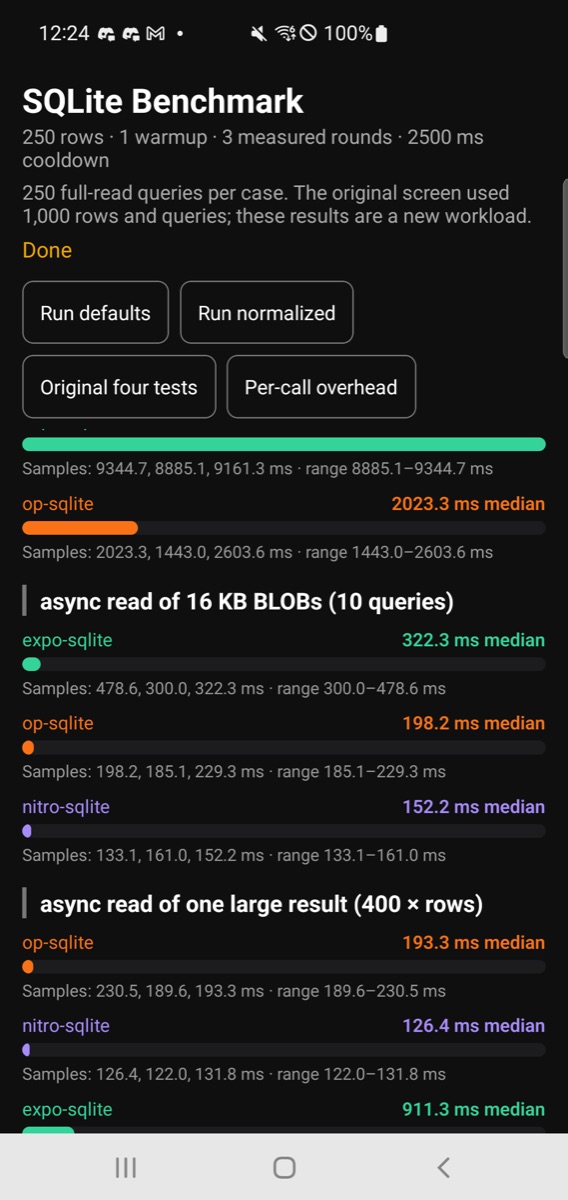 12:24
100%
SQLite Benchmark
250 rows · 1 warmup · 3 measured rounds · 2500 ms
cooldown
250 full-read queries per case. The original screen used
1,000 rows and queries; these results are a new workload.
Done
Run defaults
Run normalized
Original four tests
Per-call overhead
Samples: 9344.7, 8885.1, 9161.3 ms · range 8885.1–9344.7 ms
op-sqlite 2023.3 ms median
Samples: 2023.3, 1443.0, 2603.6 ms · range 1443.0–2603.6 ms
async read of 16 KB BLOBs (10 queries)
expo-sqlite 322.3 ms median
Samples: 478.6, 300.0, 322.3 ms · range 300.0–478.6 ms
op-sqlite 198.2 ms median
Samples: 198.2, 185.1, 229.3 ms · range 185.1–229.3 ms
nitro-sqlite 152.2 ms median
Samples: 133.1, 161.0, 152.2 ms · range 133.1–161.0 ms
async read of one large result (400 × rows)
op-sqlite 193.3 ms median
Samples: 230.5, 189.6, 193.3 ms · range 189.6–230.5 ms
nitro-sqlite 126.4 ms median
Samples: 126.4, 122.0, 131.8 ms · range 122.0–131.8 ms
expo-sqlite 911.3 ms median